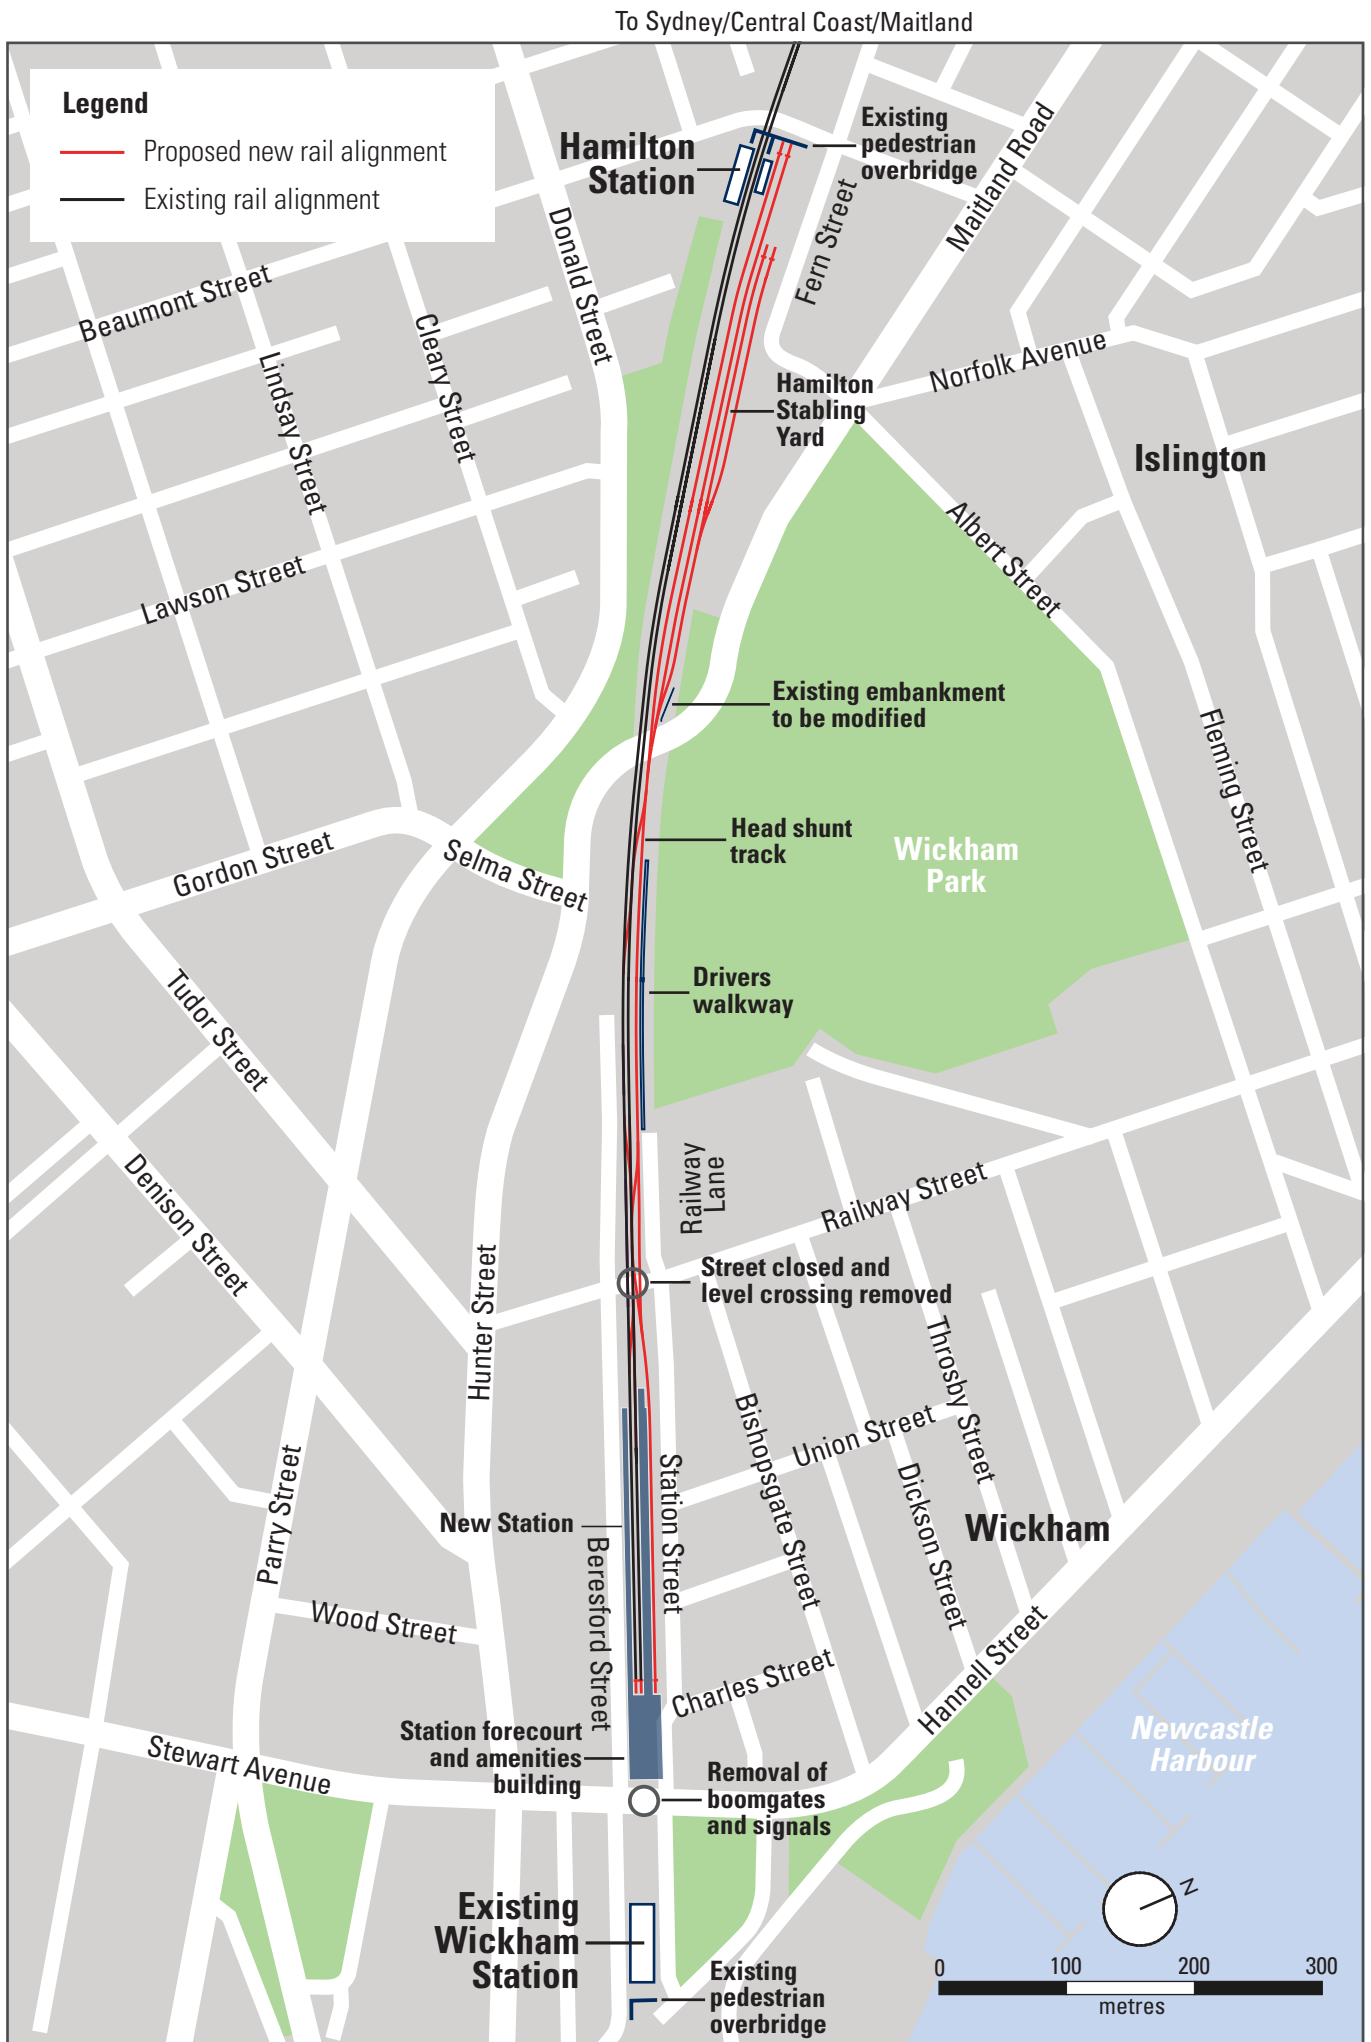 To Sydney/Central Coast/Maitland
Legend
Proposed new rail alignment
Existing rail alignment
Hamilton
Station
Existing
pedestrian
overbridge
Maitland Road
Fern Street
Donald Street
Beaumont Street
Cleary Street
Lindsay Street
Norfolk Avenue
Hamilton
Stabling
Yard
Islington
Albert Street
Lawson Street
Existing embankment
to be modified
Fleming Street
Head shunt
track
Wickham
Park
Gordon Street
Selma Street
Drivers
walkway
Tudor Street
Railway
Lane
Railway Street
Denison Street
Hunter Street
Street closed and
level crossing removed
Throsby Street
Bishopsgate Street
Union Street
Dickson Street
Station Street
Parry Street
New Station
Wickham
Beresford Street
Wood Street
Charles Street
Hannell Street
Stewart Avenue
Station forecourt
and amenities
building
Removal of
boomgates
and signals
Newcastle
Harbour
Existing
Wickham
Station
Existing
pedestrian
overbridge
N
0 100 200 300
metres